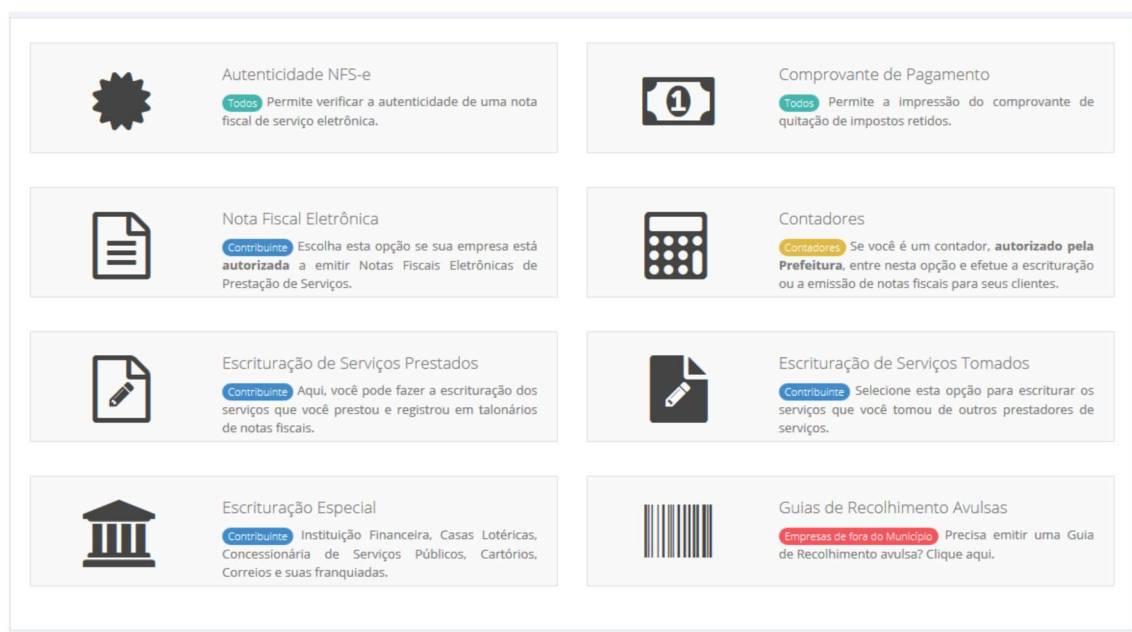 Autenticidade NFS-e
Todos Permite verificar a autenticidade de uma nota
fiscal de serviço eletrônica.
1
Comprovante de Pagamento
Todos Permite a impressão do comprovante de
quitação de impostos retidos.
Nota Fiscal Eletrônica
Contribuinte Escolha esta opção se sua empresa está
autorizada a emitir Notas Fiscais Eletrônicas de
Prestação de Serviços.
Contadores
Contadores Se você é um contador, autorizado pela
Prefeitura, entre nesta opção e efetue a escrituração
ou a emissão de notas fiscais para seus clientes.
Escrituração de Serviços Prestados
Contribuinte Aqui, você pode fazer a escrituração dos
serviços que você prestou e registrou em talonários
de notas fiscais.
Escrituração de Serviços Tomados
Contribuinte Selecione esta opção para escriturar os
serviços que você tomou de outros prestadores de
serviços.
Escrituração Especial
Contribuinte Instituição Financeira, Casas Lotéricas,
Concessionária de Serviços Públicos, Cartórios,
Correios e suas franquiadas.
Guias de Recolhimento Avulsas
Empresas de fora do Município Precisa emitir uma Guia
de Recolhimento avulsa? Clique aqui.